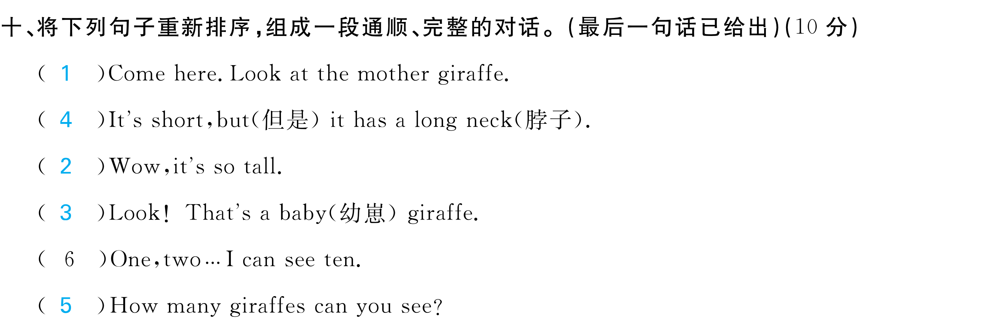 十、将下列句子重新排序,组成一段通顺、完整的对话。(最后一句话已给出)(10 分)
( 1 )Come here. Look at the mother giraffe.
( 4 )It's short,but(但是) it has a long neck(脖子).
( 2 )Wow,it's so tall.
( 3 )Look! That's a baby(幼崽) giraffe.
( 6 )One,two…I can see ten.
( 5 )How many giraffes can you see?